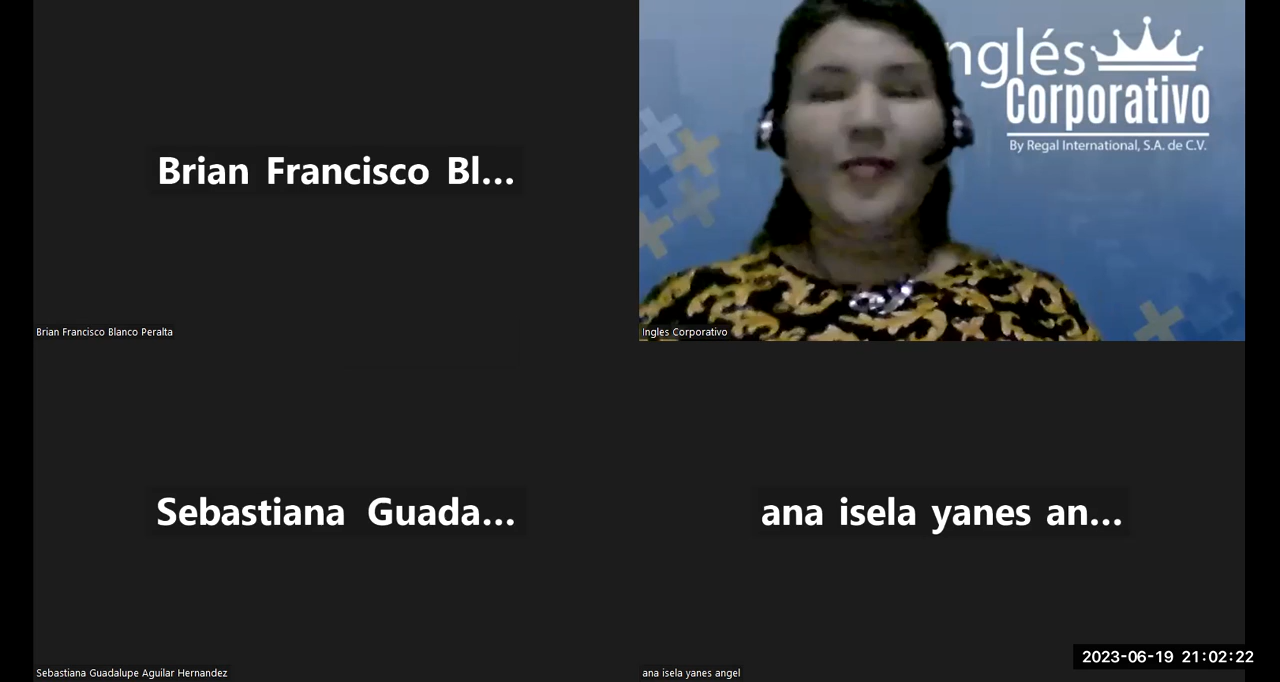 Brian Francisco Bl...
Brian Francisco Blanco Peralta
nglés
Corporativo
By Regal International, S.A. de C.V.
Ingles Corporativo
Sebastiana Guada...
Sebastiana Guadalupe Aguilar Hernandez
ana isela yanes an...
ana isela yanes angel
2023-06-19 21:02:22